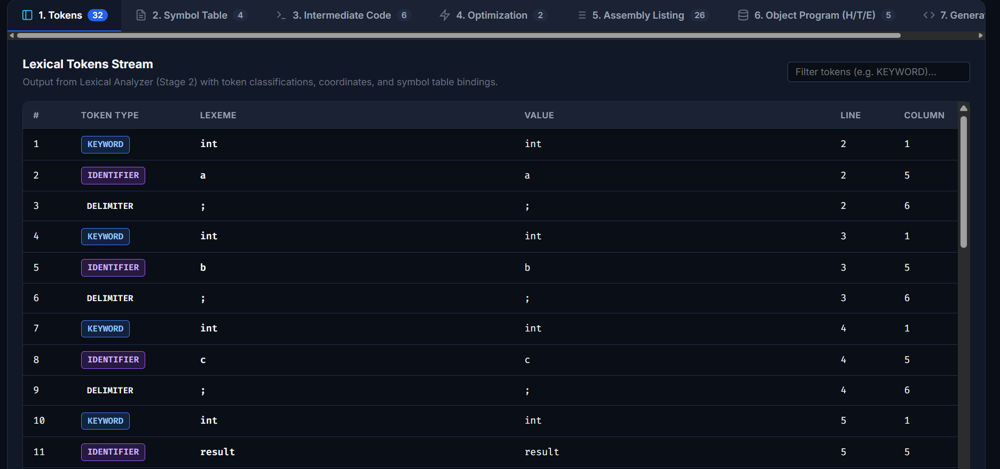 1. Tokens 32 2. Symbol Table 4 3. Intermediate Code 6 4. Optimization 2 5. Assembly Listing 26 6. Object Program (H/T/E) 5 7. Genera
Lexical Tokens Stream
Filter tokens (e.g. KEYWORD)...
Output from Lexical Analyzer (Stage 2) with token classifications, coordinates, and symbol table bindings.
# TOKEN TYPE LEXEME VALUE LINE COLUMN
1 KEYWORD int int 2 1
2 IDENTIFIER a a 2 5
3 DELIMITER ; ; 2 6
4 KEYWORD int int 3 1
5 IDENTIFIER b b 3 5
6 DELIMITER ; ; 3 6
7 KEYWORD int int 4 1
8 IDENTIFIER c c 4 5
9 DELIMITER ; ; 4 6
10 KEYWORD int int 5 1
11 IDENTIFIER result result 5 5